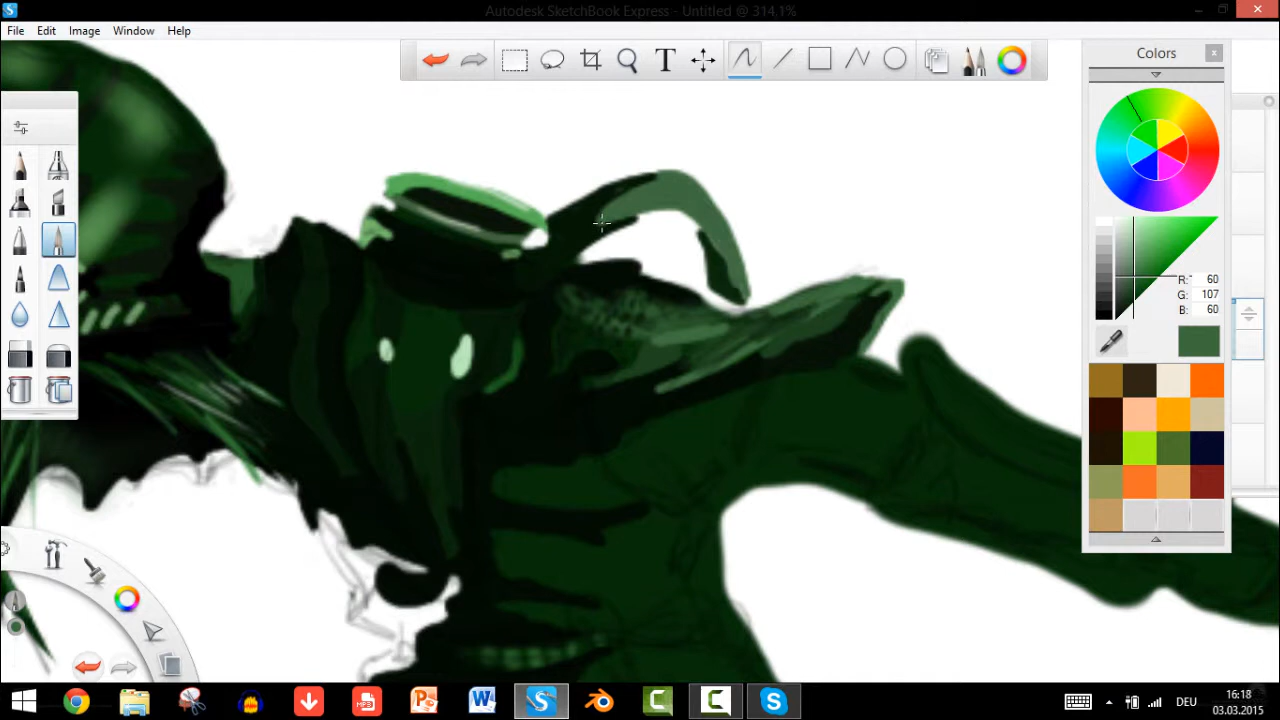 Autodesk SketchBook Express - Untitled @ 314,1%
File Edit Image Window Help
T
Colors
R: 60
G: 107
B: 60
MP3
DEU
16:18
03.03.2015